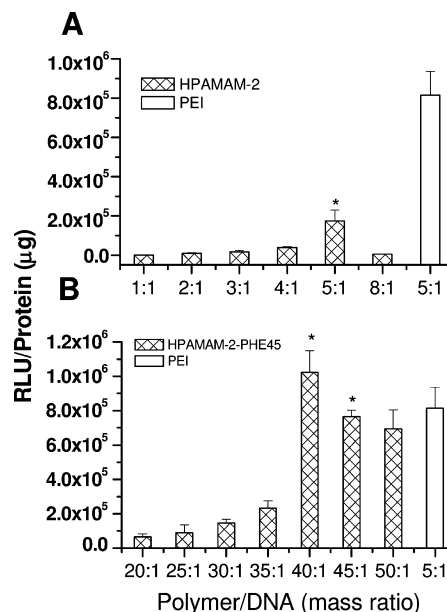 A
1.0x10⁶
8.0x10⁵
6.0x10⁵
4.0x10⁵
2.0x10⁵
0.0
HPAMAM-2
PEI
*
1:1 2:1 3:1 4:1 5:1 8:1 5:1
RLU/Protein (μg)
B
1.2x10⁶
1.0x10⁶
8.0x10⁵
6.0x10⁵
4.0x10⁵
2.0x10⁵
0.0
HPAMAM-2-PHE45
PEI
*
*
20:1 25:1 30:1 35:1 40:1 45:1 50:1 5:1
Polymer/DNA (mass ratio)